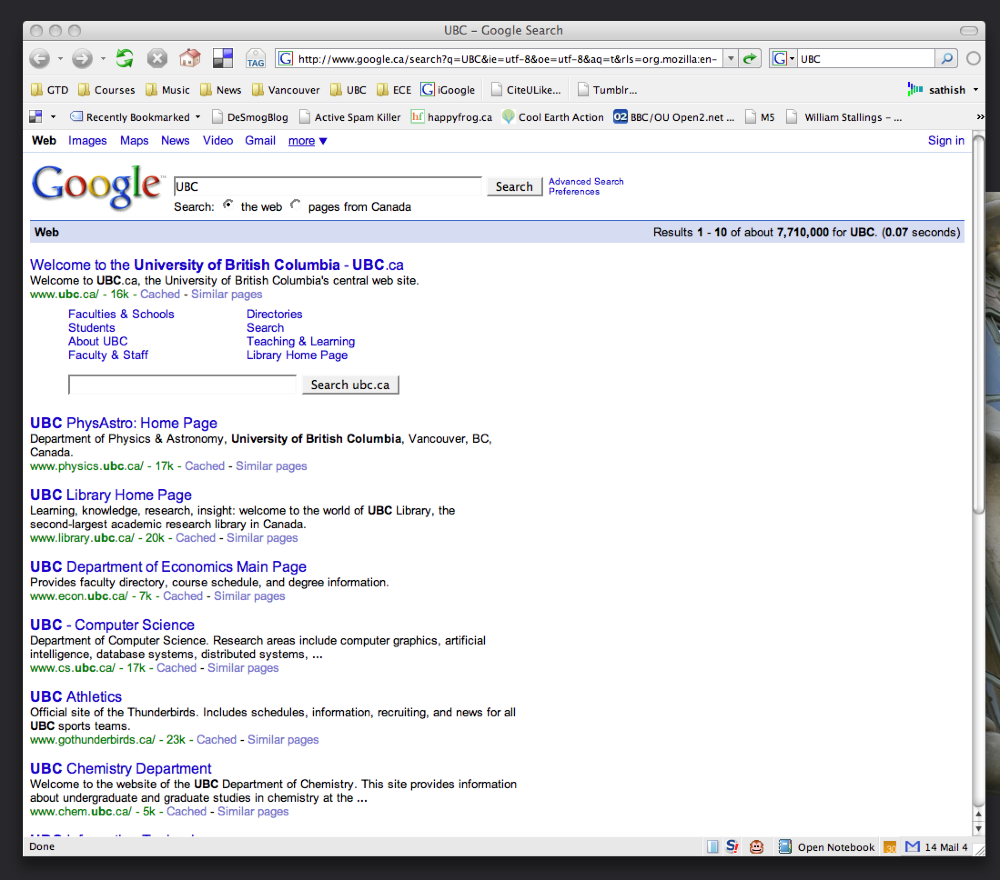 UBC – Google Search
TAG
http://www.google.ca/search?q=UBC&ie=utf-8&oe=utf-8&aq=t&rls=org.mozilla:en-
UBC
GTD Courses Music News Vancouver UBC ECE iGoogle CiteULike... Tumblr... sathish
Recently Bookmarked DeSmogBlog Active Spam Killer hf happyfrog.ca Cool Earth Action 02 BBC/OU Open2.net ... M5 William Stallings – ... »
Web Images Maps News Video Gmail more ▼ Sign in
Google™
UBC Search Advanced Search
Preferences
Search: the web pages from Canada
Web Results 1 - 10 of about 7,710,000 for UBC. (0.07 seconds)
Welcome to the University of British Columbia - UBC.ca
Welcome to UBC.ca, the University of British Columbia's central web site.
www.ubc.ca/ - 16k - Cached - Similar pages
Faculties & Schools Directories
Students Search
About UBC Teaching & Learning
Faculty & Staff Library Home Page
Search ubc.ca
UBC PhysAstro: Home Page
Department of Physics & Astronomy, University of British Columbia, Vancouver, BC,
Canada.
www.physics.ubc.ca/ - 17k - Cached - Similar pages
UBC Library Home Page
Learning, knowledge, research, insight: welcome to the world of UBC Library, the
second-largest academic research library in Canada.
www.library.ubc.ca/ - 20k - Cached - Similar pages
UBC Department of Economics Main Page
Provides faculty directory, course schedule, and degree information.
www.econ.ubc.ca/ - 7k - Cached - Similar pages
UBC - Computer Science
Department of Computer Science. Research areas include computer graphics, artificial
intelligence, database systems, distributed systems, ...
www.cs.ubc.ca/ - 17k - Cached - Similar pages
UBC Athletics
Official site of the Thunderbirds. Includes schedules, information, recruiting, and news for all
UBC sports teams.
www.gothunderbirds.ca/ - 23k - Cached - Similar pages
UBC Chemistry Department
Welcome to the website of the UBC Department of Chemistry. This site provides information
about undergraduate and graduate studies in chemistry at the ...
www.chem.ubc.ca/ - 5k - Cached - Similar pages
Done S! Open Notebook 30 14 Mail 4